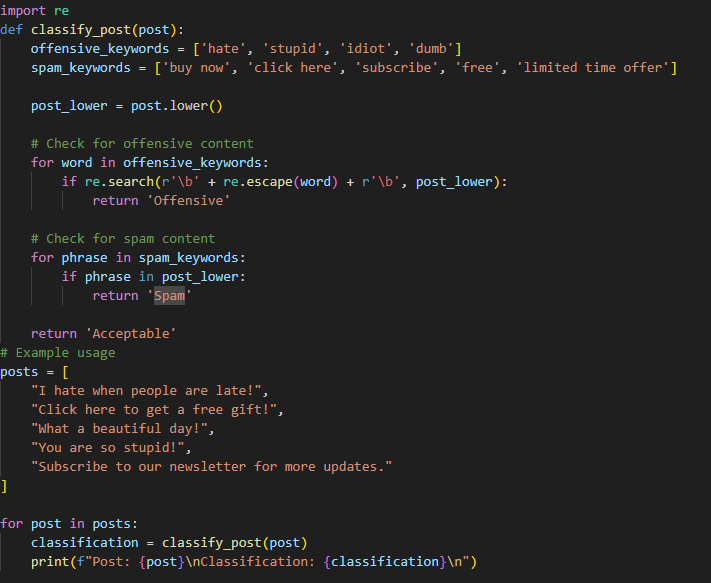 import re
def classify_post(post):
    offensive_keywords = ['hate', 'stupid', 'idiot', 'dumb']
    spam_keywords = ['buy now', 'click here', 'subscribe', 'free', 'limited time offer']

    post_lower = post.lower()

    # Check for offensive content
    for word in offensive_keywords:
        if re.search(r'\b' + re.escape(word) + r'\b', post_lower):
            return 'Offensive'

    # Check for spam content
    for phrase in spam_keywords:
        if phrase in post_lower:
            return 'Spam'

    return 'Acceptable'
# Example usage
posts = [
    "I hate when people are late!",
    "Click here to get a free gift!",
    "What a beautiful day!",
    "You are so stupid!",
    "Subscribe to our newsletter for more updates."
]

for post in posts:
    classification = classify_post(post)
    print(f"Post: {post}\nClassification: {classification}\n")